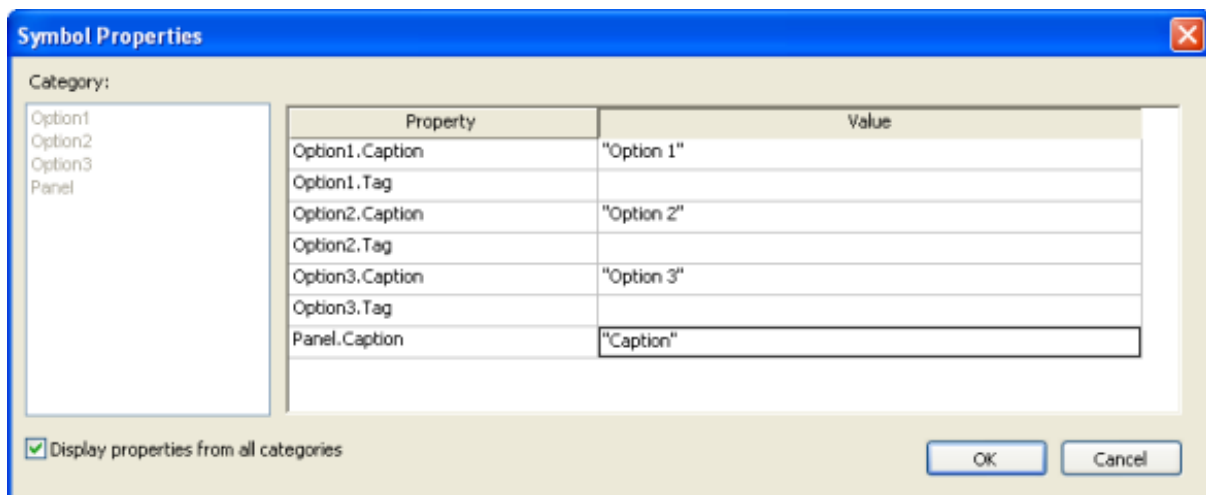 Symbol Properties
Category:
Option1
Option2
Option3
Panel
Property Value
Option1.Caption "Option 1"
Option1.Tag
Option2.Caption "Option 2"
Option2.Tag
Option3.Caption "Option 3"
Option3.Tag
Panel.Caption "Caption"
Display properties from all categories
OK Cancel